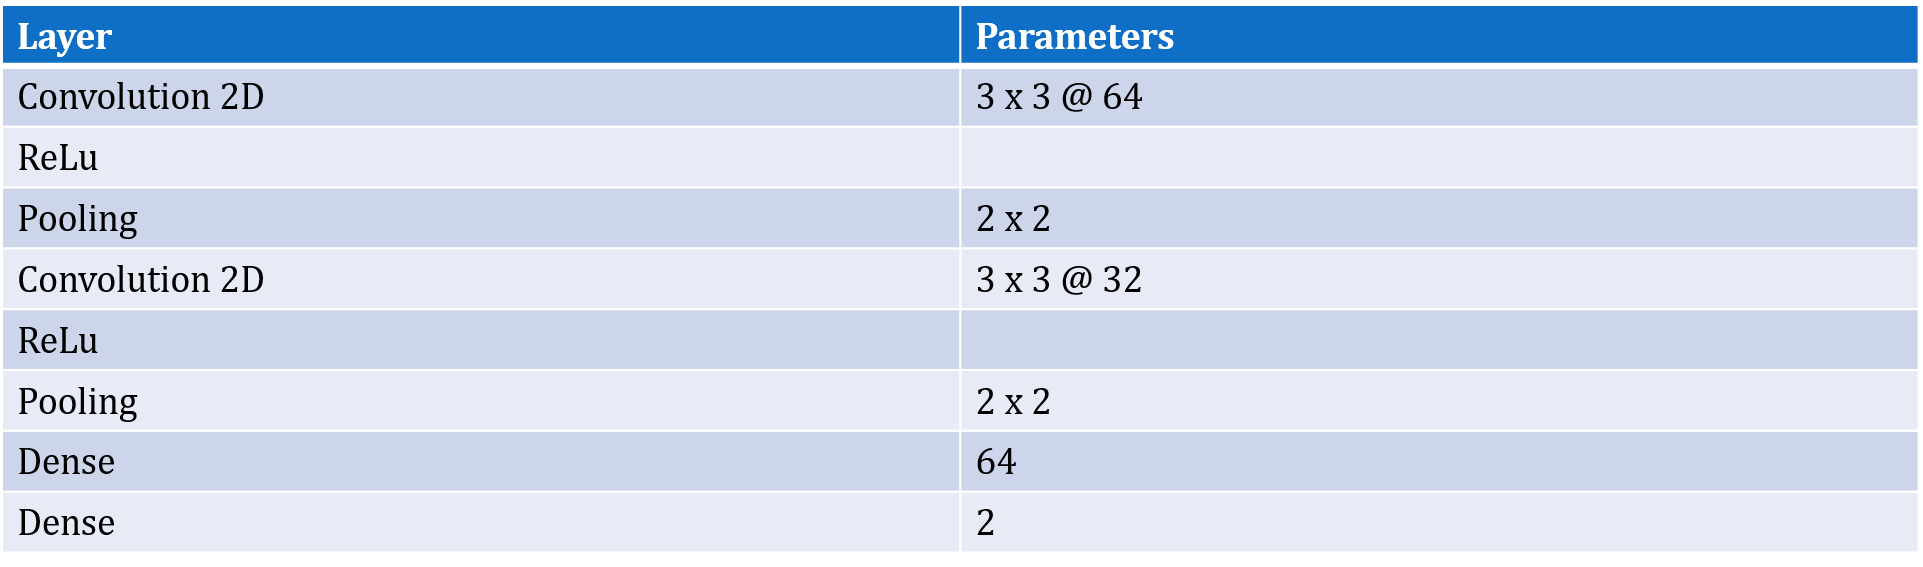 Layer Parameters
Convolution 2D 3 x 3 @ 64
ReLu
Pooling 2 x 2
Convolution 2D 3 x 3 @ 32
ReLu
Pooling 2 x 2
Dense 64
Dense 2